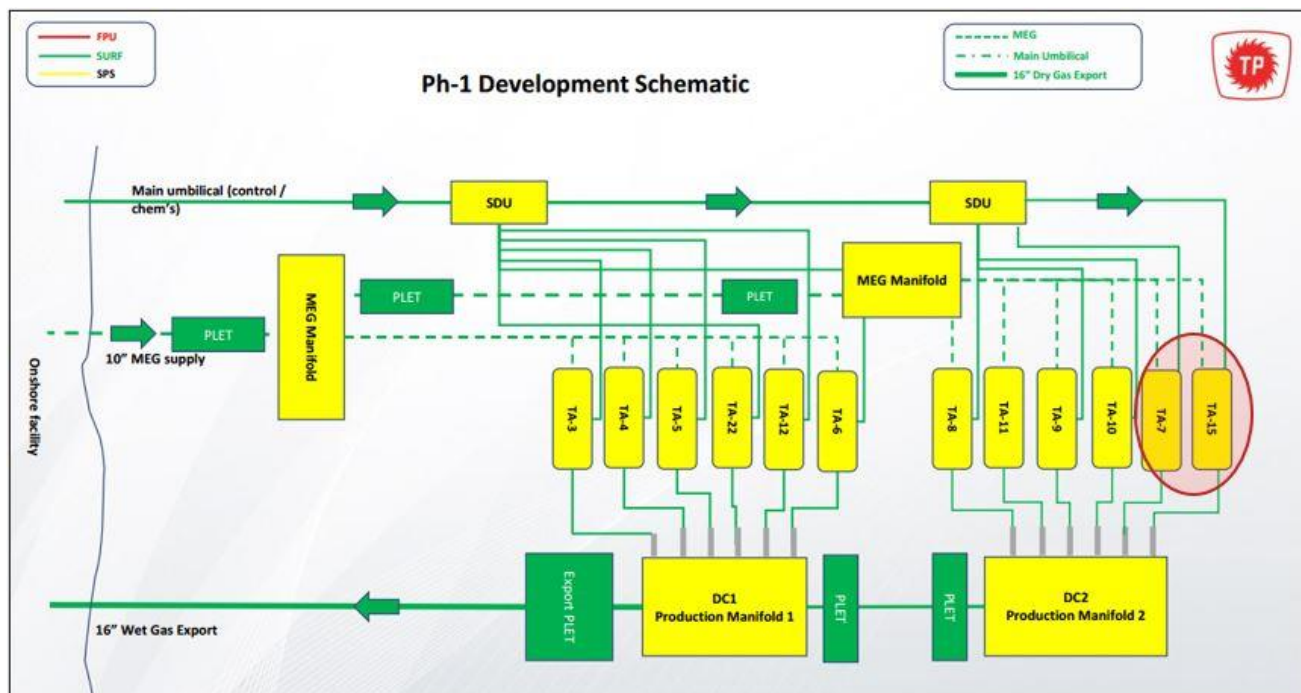 FPU
SURF
SPS
MEG
Main Umbilical
16" Dry Gas Export
TP
Ph-1 Development Schematic
Main umbilical (control /
chem's)
SDU
SDU
MEG Manifold
PLET
PLET
MEG Manifold
PLET
10" MEG supply
Onshore facility
TA-3
TA-4
TA-5
TA-22
TA-12
TA-6
TA-8
TA-11
TA-9
TA-10
TA-7
TA-15
Export PLET
DC1
Production Manifold 1
PLET
PLET
DC2
Production Manifold 2
16" Wet Gas Export